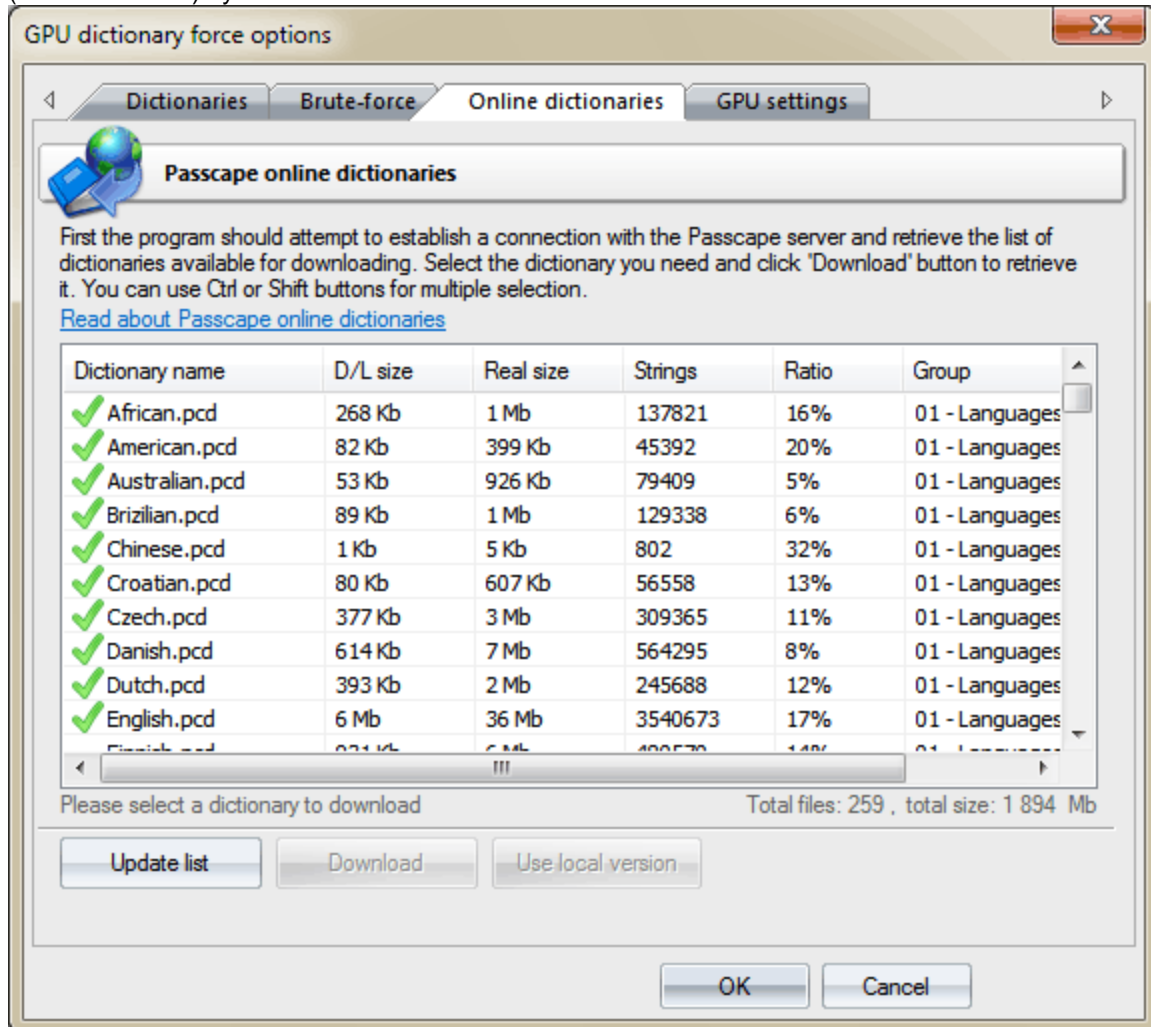 GPU dictionary force options
Dictionaries Brute-force Online dictionaries GPU settings
Passcape online dictionaries
First the program should attempt to establish a connection with the Passcape server and retrieve the list of
dictionaries available for downloading. Select the dictionary you need and click 'Download' button to retrieve
it. You can use Ctrl or Shift buttons for multiple selection.
Read about Passcape online dictionaries
Dictionary name D/L size Real size Strings Ratio Group
African.pcd 268 Kb 1 Mb 137821 16% 01 - Languages
American.pcd 82 Kb 399 Kb 45392 20% 01 - Languages
Australian.pcd 53 Kb 926 Kb 79409 5% 01 - Languages
Brizilian.pcd 89 Kb 1 Mb 129338 6% 01 - Languages
Chinese.pcd 1 Kb 5 Kb 802 32% 01 - Languages
Croatian.pcd 80 Kb 607 Kb 56558 13% 01 - Languages
Czech.pcd 377 Kb 3 Mb 309365 11% 01 - Languages
Danish.pcd 614 Kb 7 Mb 564295 8% 01 - Languages
Dutch.pcd 393 Kb 2 Mb 245688 12% 01 - Languages
English.pcd 6 Mb 36 Mb 3540673 17% 01 - Languages
Please select a dictionary to download Total files: 259 , total size: 1 894 Mb
Update list Download Use local version
OK Cancel